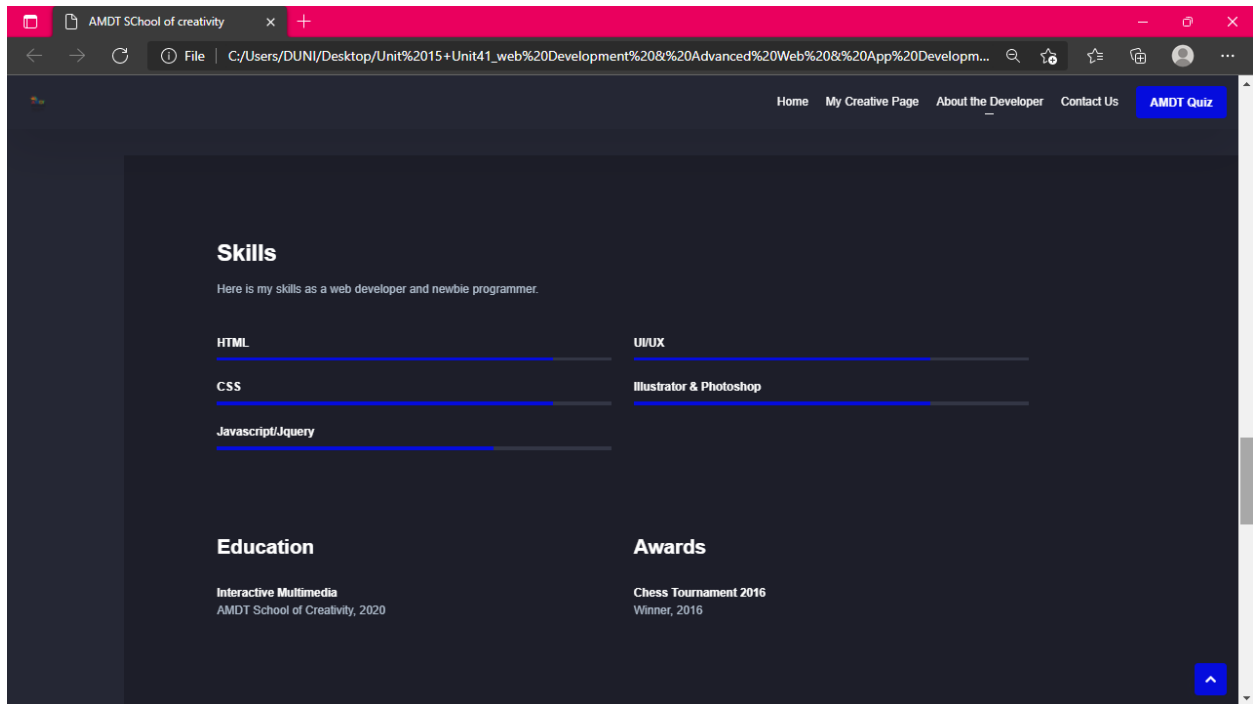 AMDT SChool of creativity
File
C:/Users/DUNI/Desktop/Unit%2015+Unit41_web%20Development%20&%20Advanced%20Web%20&%20App%20Developm...
Home My Creative Page About the Developer Contact Us AMDT Quiz
Skills
Here is my skills as a web developer and newbie programmer.
HTML
UI/UX
CSS
Illustrator & Photoshop
Javascript/Jquery
Education
Interactive Multimedia
AMDT School of Creativity, 2020
Awards
Chess Tournament 2016
Winner, 2016